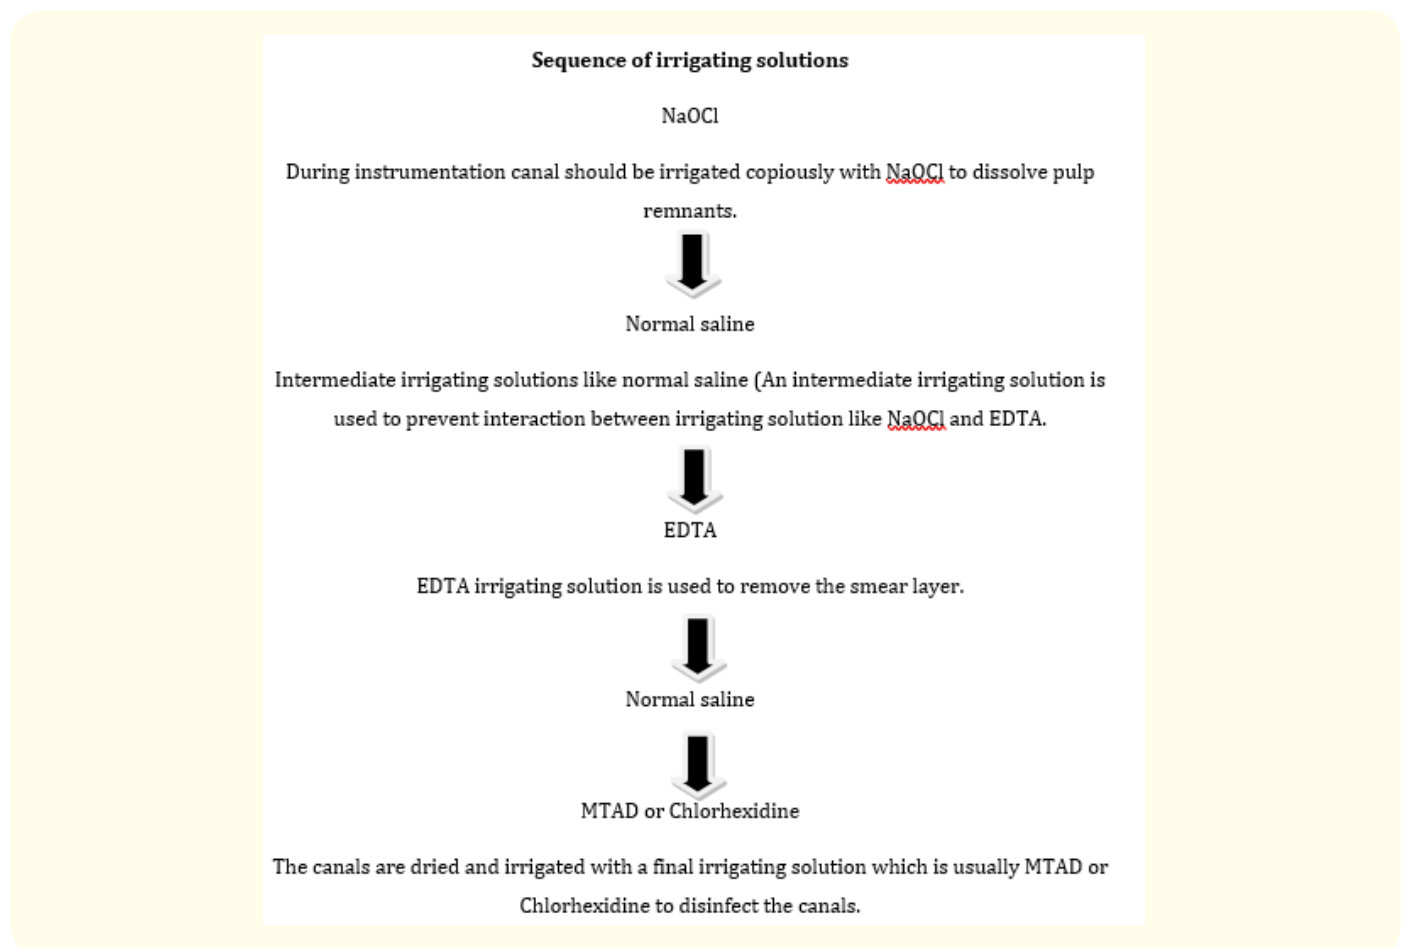 Sequence of irrigating solutions
NaOCl
During instrumentation canal should be irrigated copiously with NaOCl to dissolve pulp
remnants.
Normal saline
Intermediate irrigating solutions like normal saline (An intermediate irrigating solution is
used to prevent interaction between irrigating solution like NaOCl and EDTA.
EDTA
EDTA irrigating solution is used to remove the smear layer.
Normal saline
MTAD or Chlorhexidine
The canals are dried and irrigated with a final irrigating solution which is usually MTAD or
Chlorhexidine to disinfect the canals.